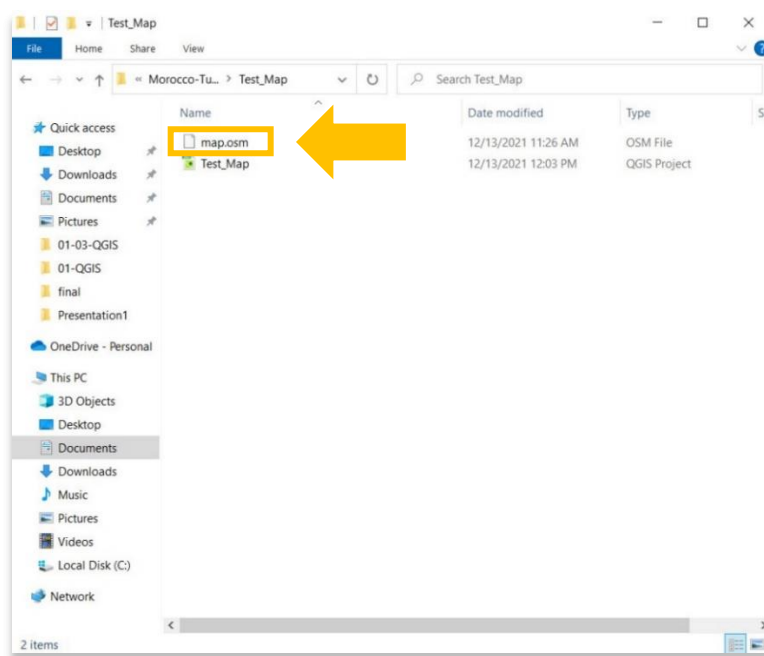 Test_Map
File Home Share View
« Morocco-Tu... > Test_Map Search Test_Map
Name Date modified Type S
Quick access
map.osm 12/13/2021 11:26 AM OSM File
Desktop
Test_Map 12/13/2021 12:03 PM QGIS Project
Downloads
Documents
Pictures
01-03-QGIS
01-QGIS
final
Presentation1
OneDrive - Personal
This PC
3D Objects
Desktop
Documents
Downloads
Music
Pictures
Videos
Local Disk (C:)
Network
2 items